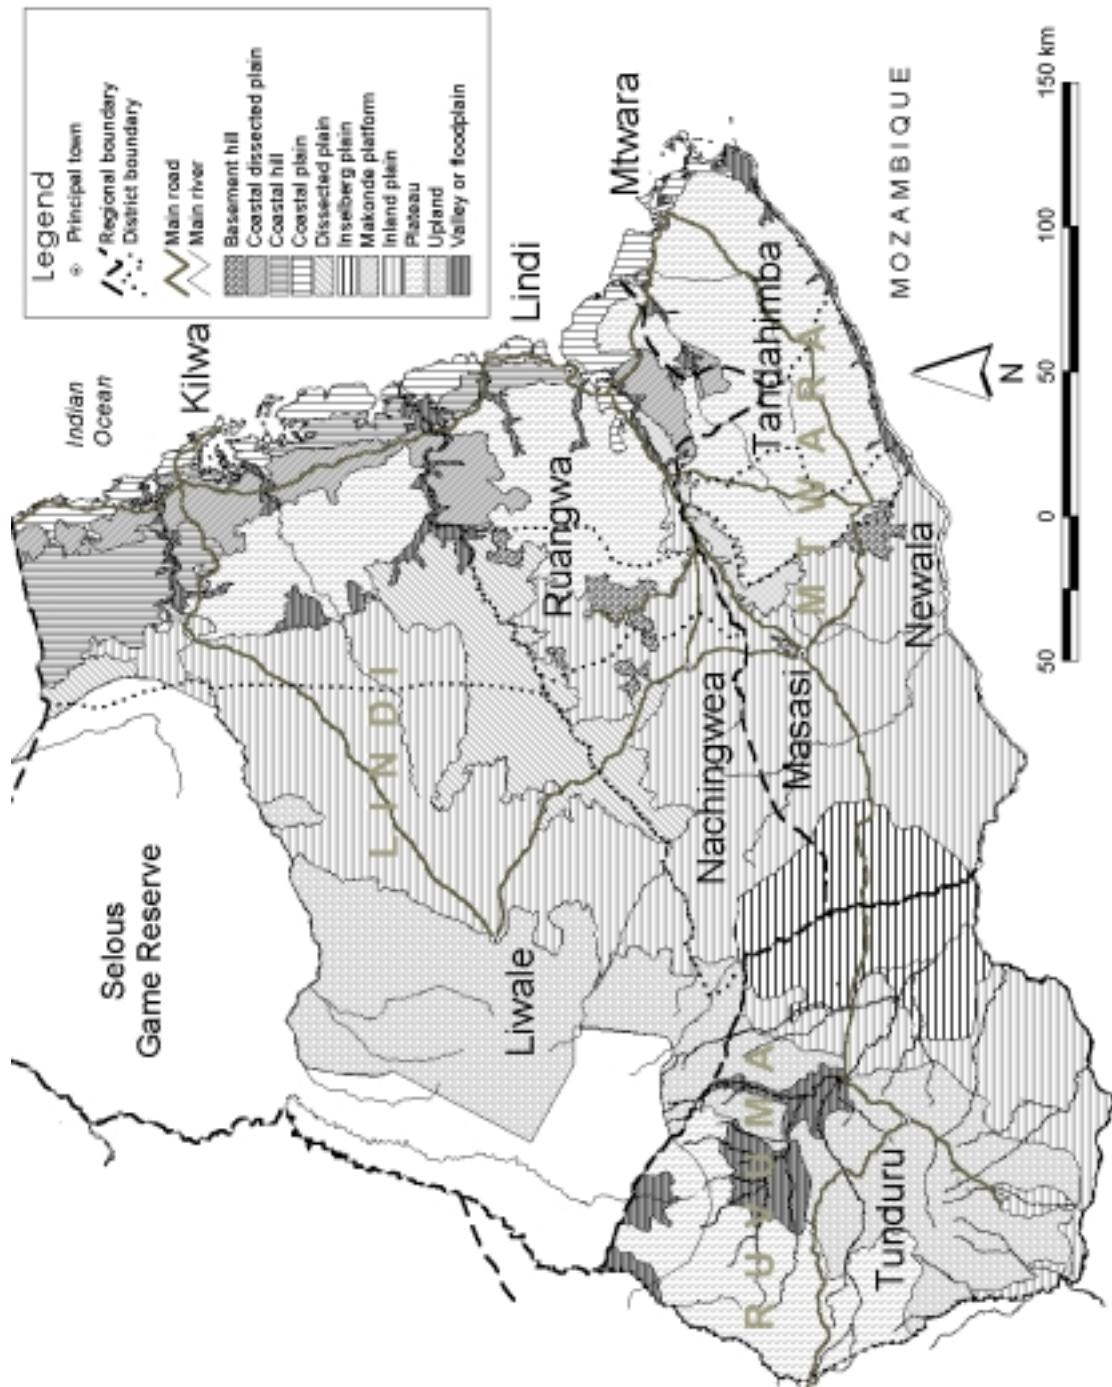 Legend
Principal town
Regional boundary
District boundary
Main road
Main river
Basement hill
Coastal dissected plain
Coastal hill
Coastal plain
Dissected plain
Inselberg plain
Makonde platform
Inland plain
Plateau
Upland
Valley or floodplain
Indian
Ocean
Kilwa
Lindi
Mtwara
Selous
Game Reserve
LINDI
Ruangwa
Liwale
Nachingwea
Masasi
Tandahimba
MTWARA
Newala
RUVUMA
Tunduru
MOZAMBIQUE
N
50 0 50 100 150 km